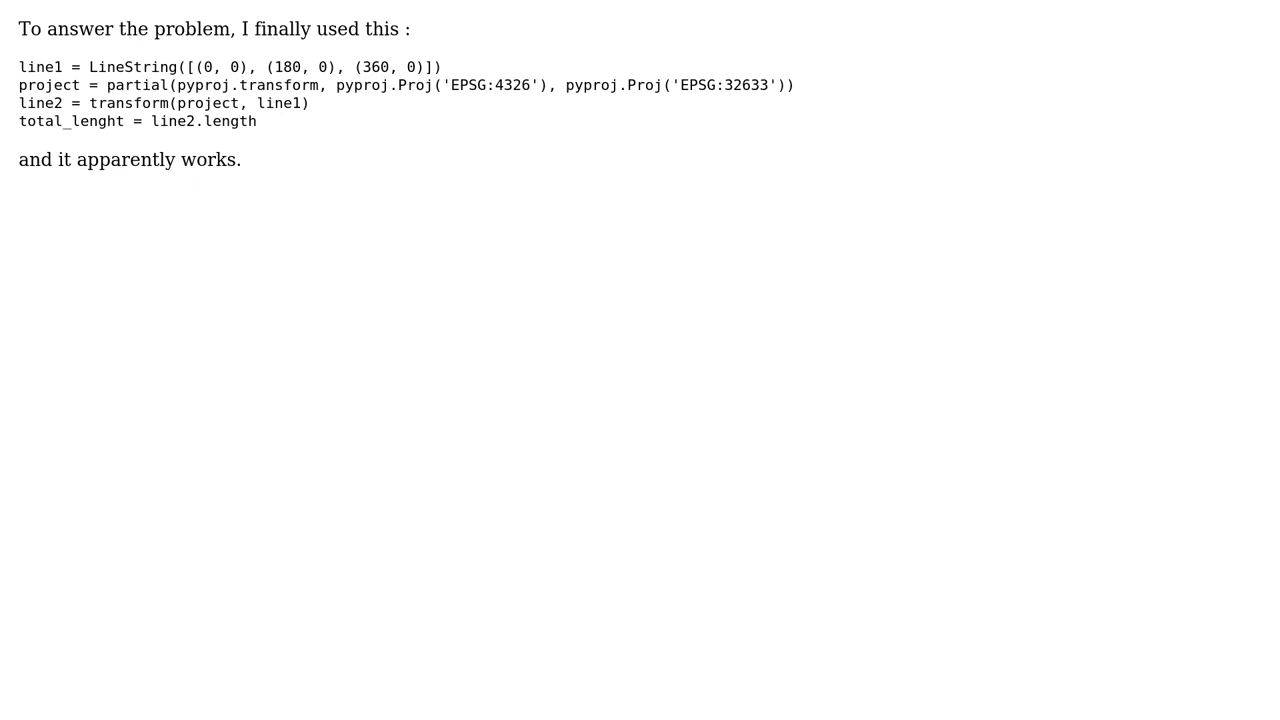 To answer the problem, I finally used this :
line1 = LineString([(0, 0), (180, 0), (360, 0)])
project = partial(pyproj.transform, pyproj.Proj('EPSG:4326'), pyproj.Proj('EPSG:32633'))
line2 = transform(project, line1)
total_lenght = line2.length
and it apparently works.